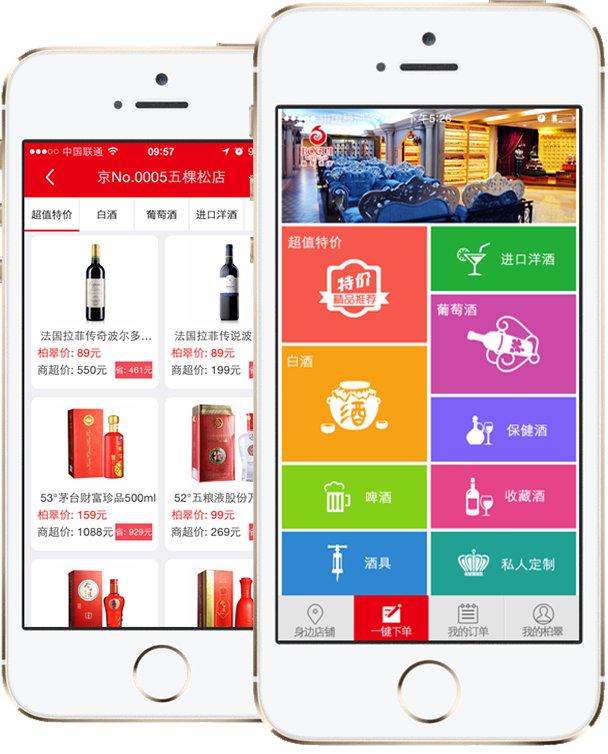 中国联通
09:57
京No.0005五棵松店
超值特价
白酒
葡萄酒
进口洋酒
法国拉菲传奇波尔多...
柏翠价: 89元
商超价: 550元
省: 461元
法国拉菲传说波
柏翠价: 89元
商超价: 199元
53°茅台财富珍品500ml
柏翠价: 159元
商超价: 1088元
省: 929元
52°五粮液股份万
柏翠价: 99元
商超价: 269元
下午5:26
超值特价
特价
精品推荐
进口洋酒
葡萄酒
白酒
酒
保健酒
啤酒
收藏酒
酒具
私人定制
身边店铺
一键下单
我的订单
我的柏翠